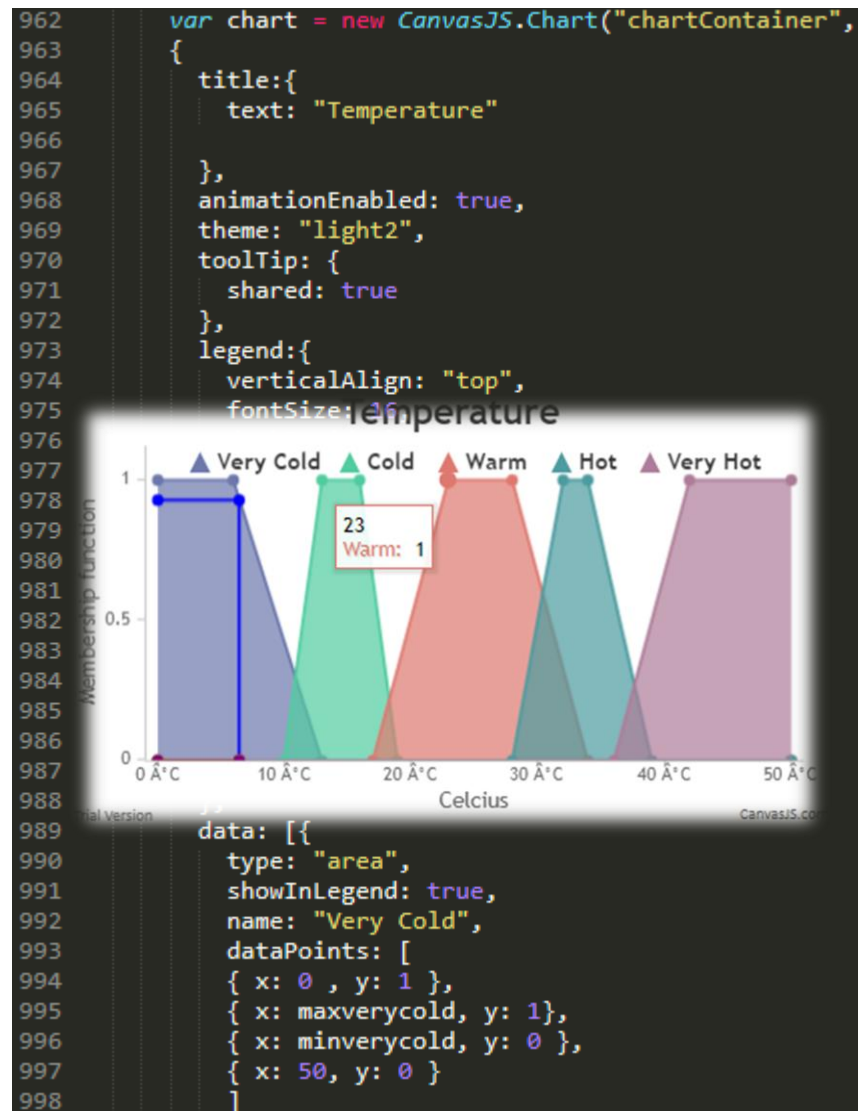 962 var chart = new CanvasJS.Chart("chartContainer",
963 {
964 title:{
965 text: "Temperature"
966
967 },
968 animationEnabled: true,
969 theme: "light2",
970 toolTip: {
971 shared: true
972 },
973 legend:{
974 verticalAlign: "top",
975 fontSize: 16
Temperature
976
977
978
979
980
981
982
983
984
985
986
987
988
Very Cold Cold Warm Hot Very Hot
Membership function
1
0.5
0
23
Warm: 1
0 Â°C 10 Â°C 20 Â°C 30 Â°C 40 Â°C 50 Â°C
Celcius
Trial Version CanvasJS.com
989 data: [{
990 type: "area",
991 showInLegend: true,
992 name: "Very Cold",
993 dataPoints: [
994 { x: 0 , y: 1 },
995 { x: maxverycold, y: 1},
996 { x: minverycold, y: 0 },
997 { x: 50, y: 0 }
998 ]